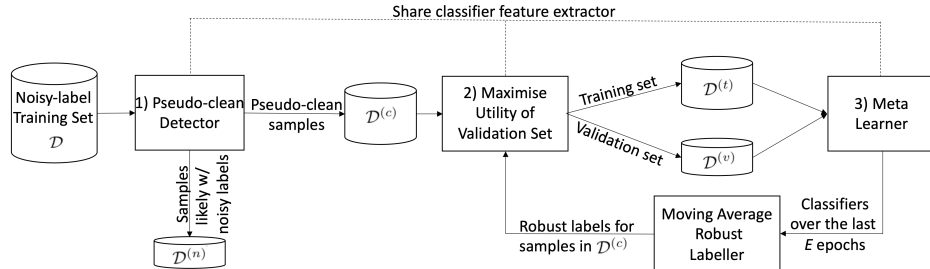 Share classifier feature extractor
Noisy-label
Training Set
𝒟
1) Pseudo-clean
Detector
Pseudo-clean
samples
𝒟^(c)
2) Maximise
Utility of
Validation Set
Training set
Validation set
𝒟^(t)
𝒟^(v)
3) Meta
Learner
Samples
likely w/
noisy labels
𝒟^(n)
Robust labels for
samples in 𝒟^(c)
Moving Average
Robust
Labeller
Classifiers
over the last
E epochs